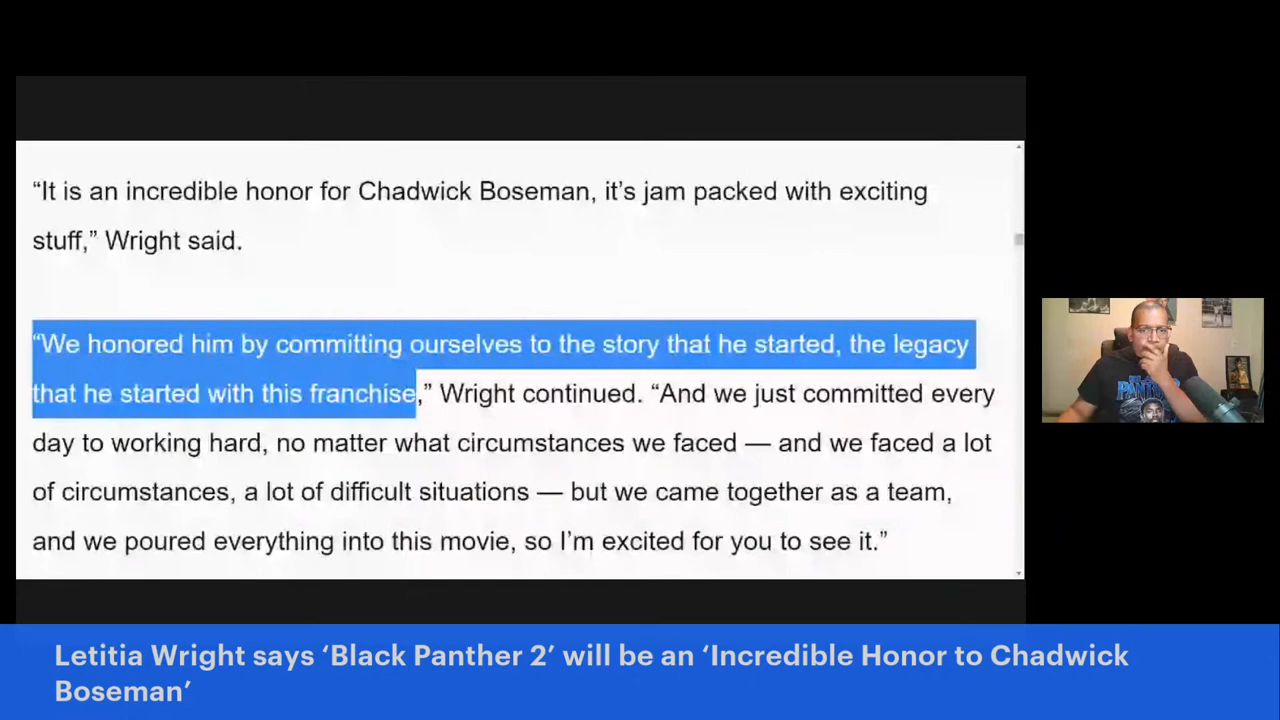 “It is an incredible honor for Chadwick Boseman, it’s jam packed with exciting
stuff,” Wright said.
“We honored him by committing ourselves to the story that he started, the legacy
that he started with this franchise,” Wright continued. “And we just committed every
day to working hard, no matter what circumstances we faced — and we faced a lot
of circumstances, a lot of difficult situations — but we came together as a team,
and we poured everything into this movie, so I’m excited for you to see it.”
PANTHER
Letitia Wright says ‘Black Panther 2’ will be an ‘Incredible Honor to Chadwick
Boseman’